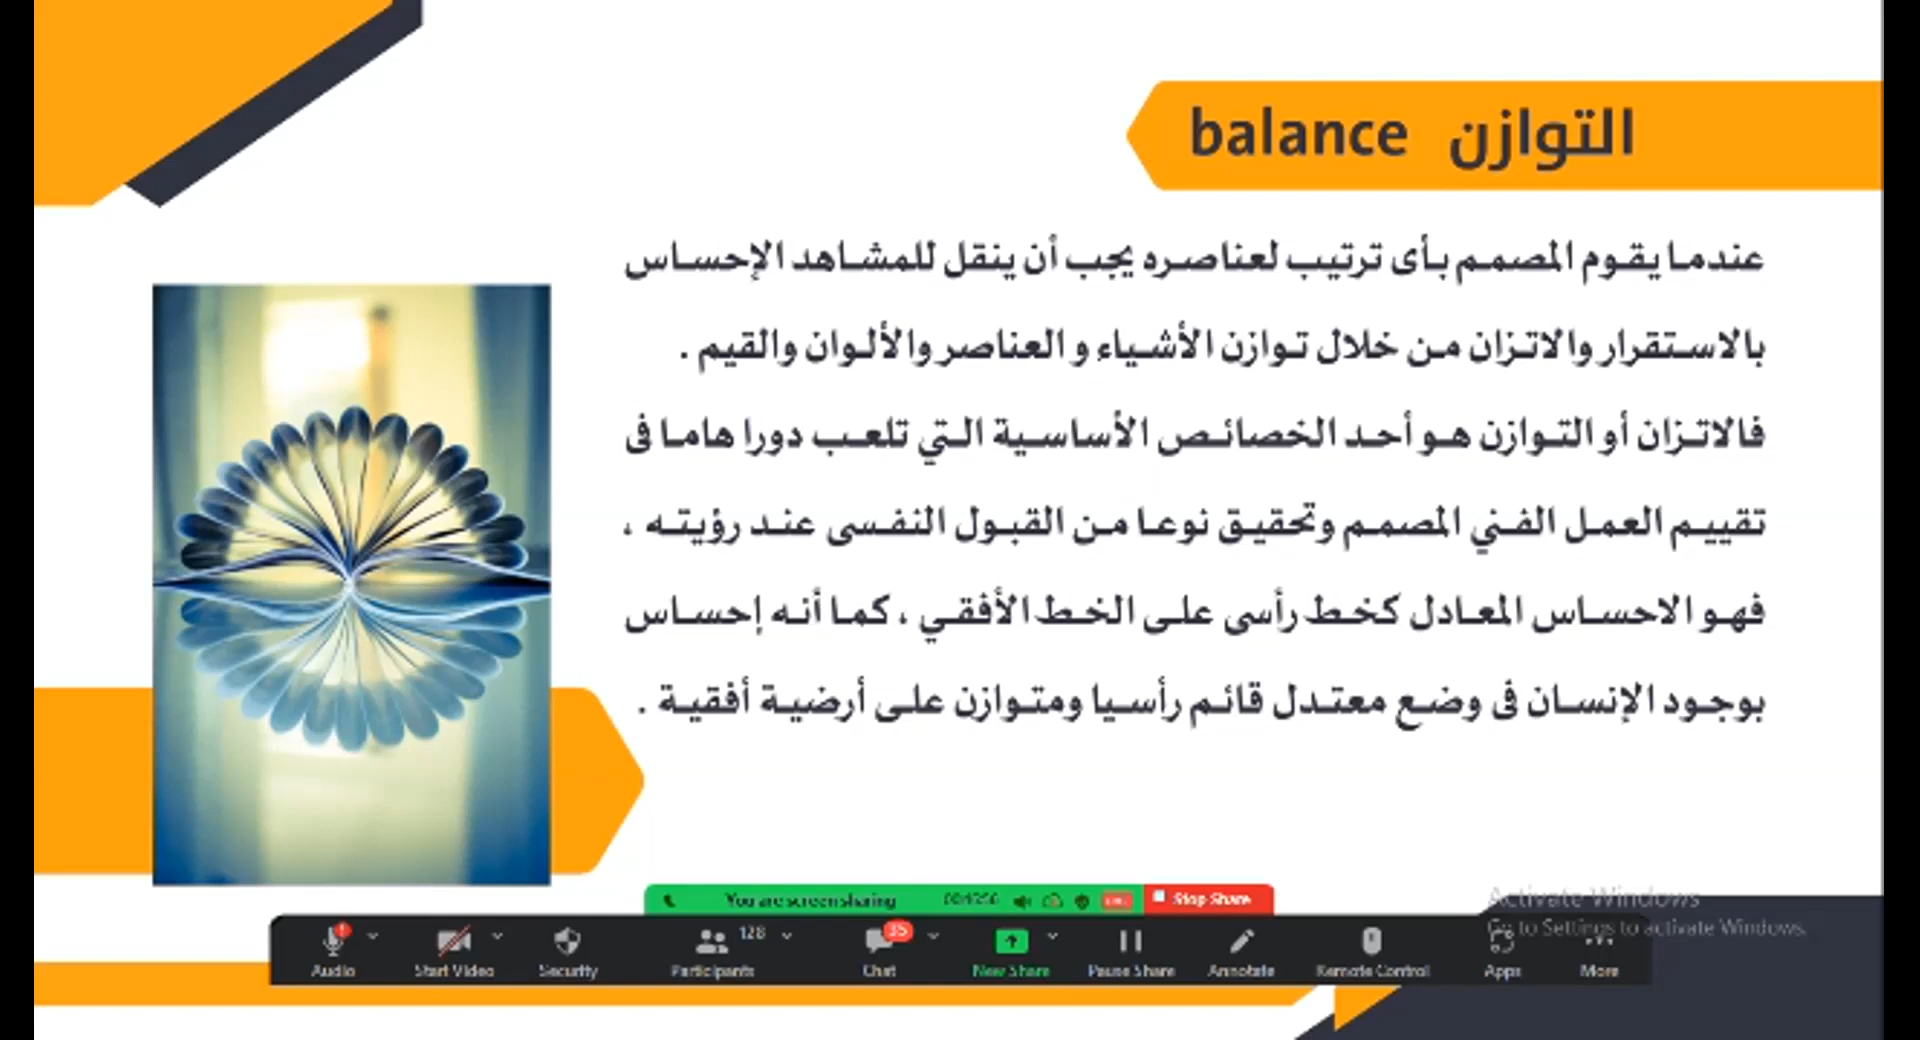 التوازن balance
عندما يقوم المصمم بأى ترتيب لعناصره يجب أن ينقل للمشاهد الإحساس
بالاستقرار والاتزان من خلال توازن الأشياء و العناصر والألوان والقيم .
فالاتزان أو التوازن هو أحد الخصائص الأساسية التي تلعب دورا هاما فى
تقييم العمل الفني المصمم وتحقيق نوعا من القبول النفسى عند رؤيته ،
فهو الاحساس المعادل كخط رأسى على الخط الأفقي ، كما أنه إحساس
بوجود الإنسان فى وضع معتدل قائم رأسيا ومتوازن على أرضية أفقية .
You are screen sharing
Stop Share
Activate Windows
Go to Settings to activate Windows.
128
35
Audio
Start Video
Security
Participants
Chat
New Share
Pause Share
Annotate
Remote Control
Apps
More